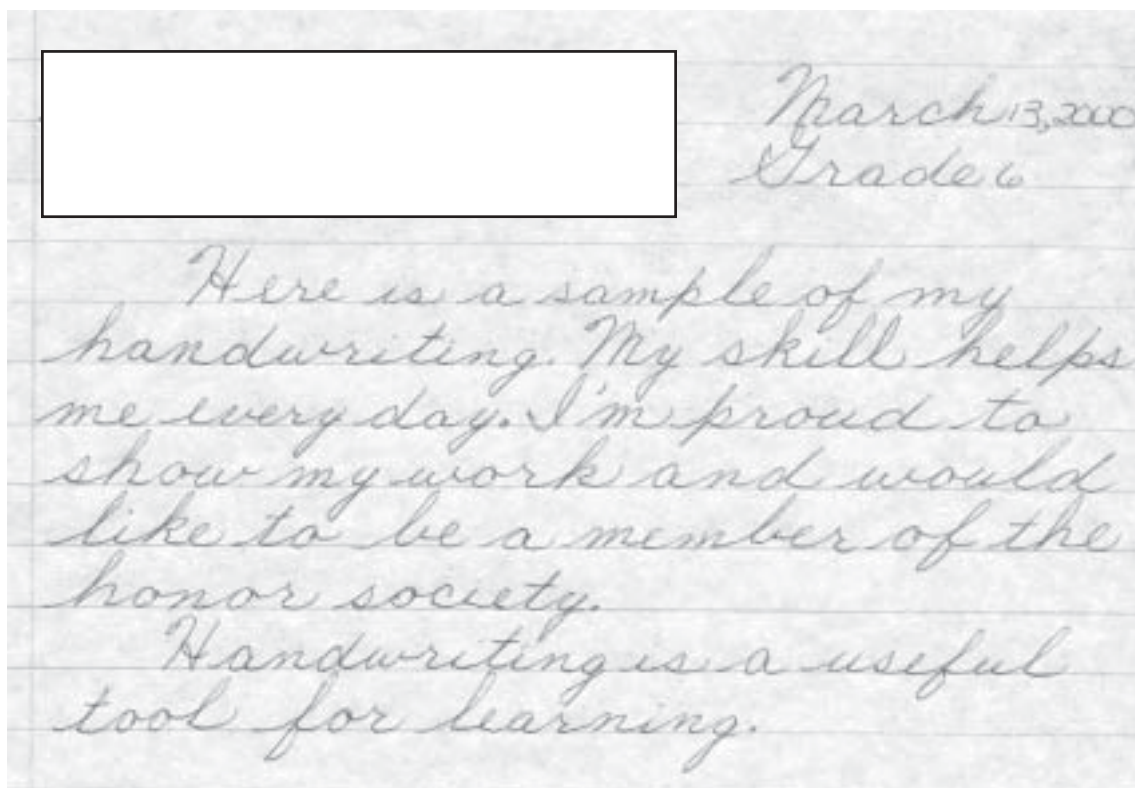 March 13, 2000
Grade 6
Here is a sample of my
handwriting. My skill helps
me every day. I'm proud to
show my work and would
like to be a member of the
honor society.
Handwriting is a useful
tool for learning.